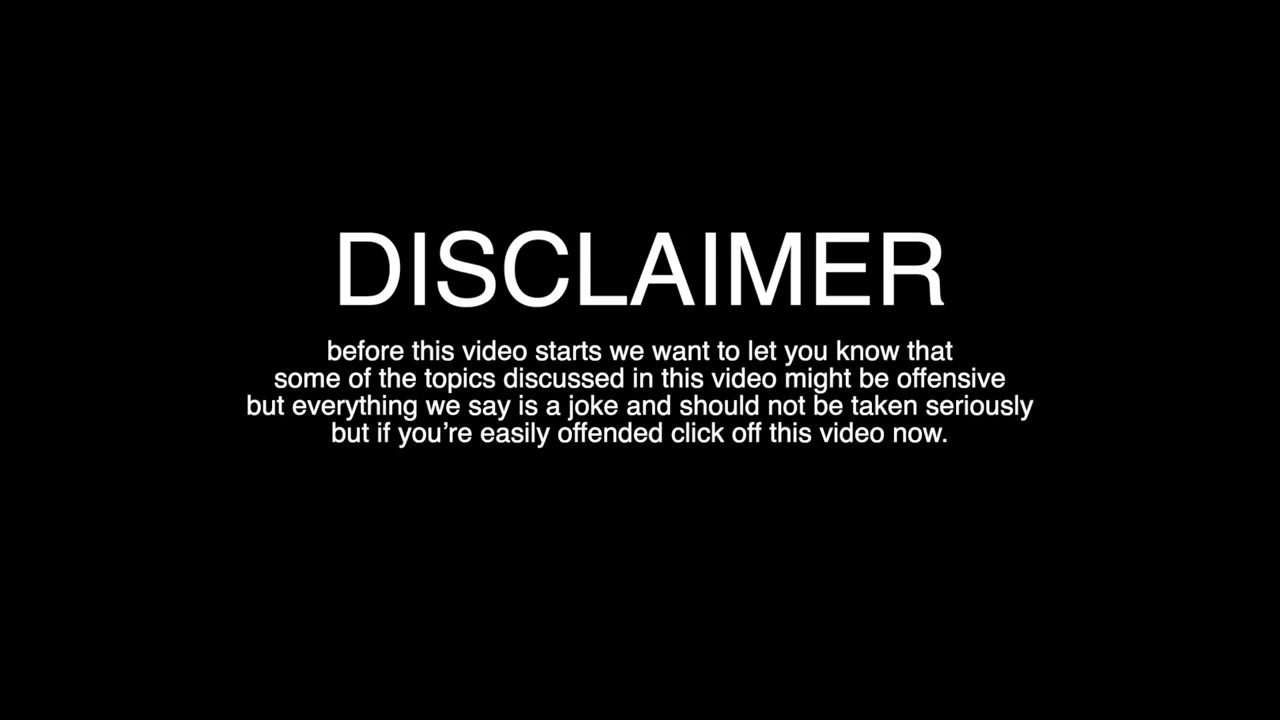 DISCLAIMER
before this video starts we want to let you know that
some of the topics discussed in this video might be offensive
but everything we say is a joke and should not be taken seriously
but if you’re easily offended click off this video now.